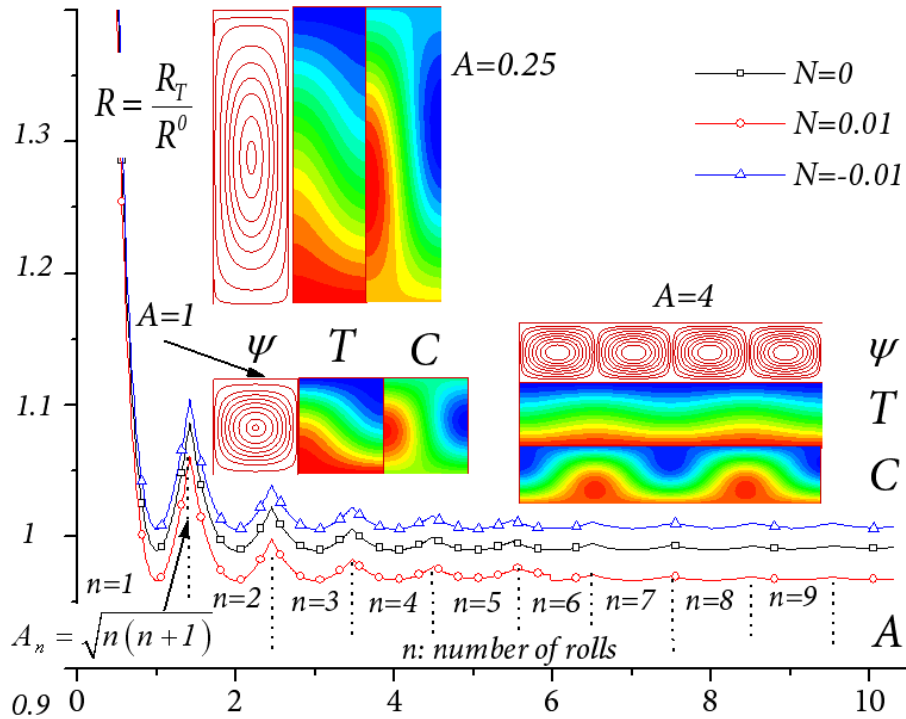 R = R_T / R^0
A=0.25
N=0
N=0.01
N=-0.01
1.3
1.2
A=1
ψ T C
A=4
ψ
T
C
1.1
1
n=1
n=2
n=3
n=4
n=5
n=6
n=7
n=8
n=9
A_n = √n(n+1)
n: number of rolls
A
0.9
0 2 4 6 8 10